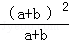 （a+b ）²
a+b